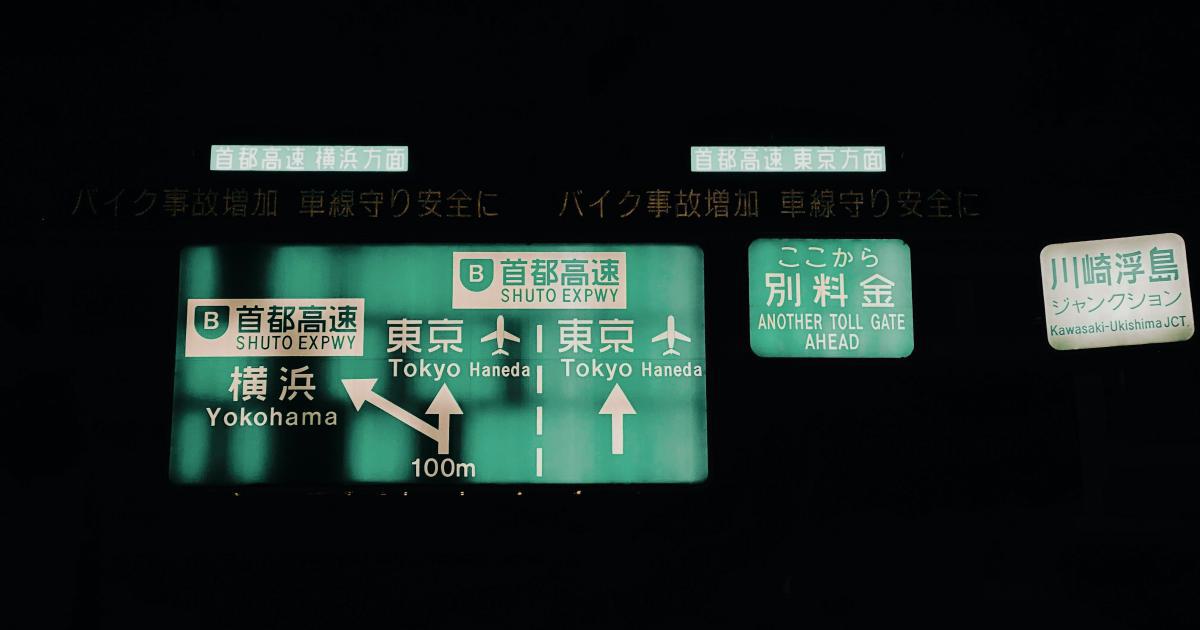 首都高速 横浜方面
首都高速 東京方面
バイク事故増加 車線守り安全に
バイク事故増加 車線守り安全に
B 首都高速
SHUTO EXPWY
横浜
Yokohama
B 首都高速
SHUTO EXPWY
東京
Tokyo Haneda
100m
東京
Tokyo Haneda
ここから
別料金
ANOTHER TOLL GATE
AHEAD
川崎浮島
ジャンクション
Kawasaki-Ukishima JCT.